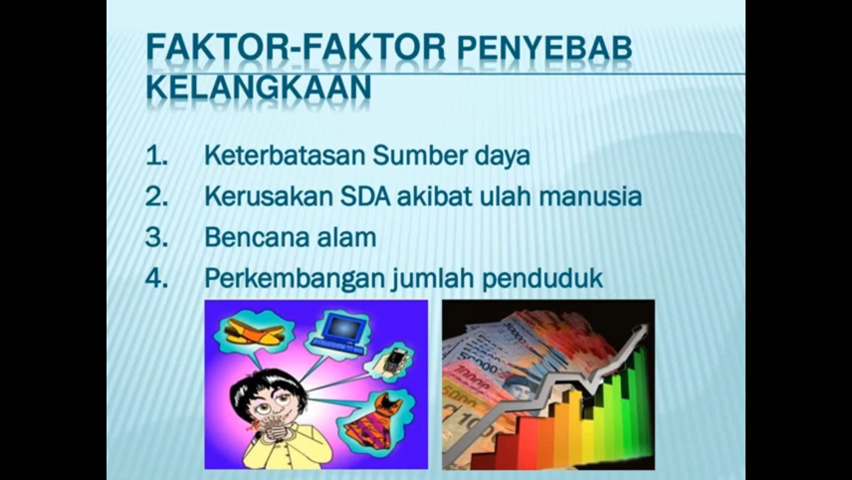 FAKTOR-FAKTOR PENYEBAB
KELANGKAAN
1. Keterbatasan Sumber daya
2. Kerusakan SDA akibat ulah manusia
3. Bencana alam
4. Perkembangan jumlah penduduk